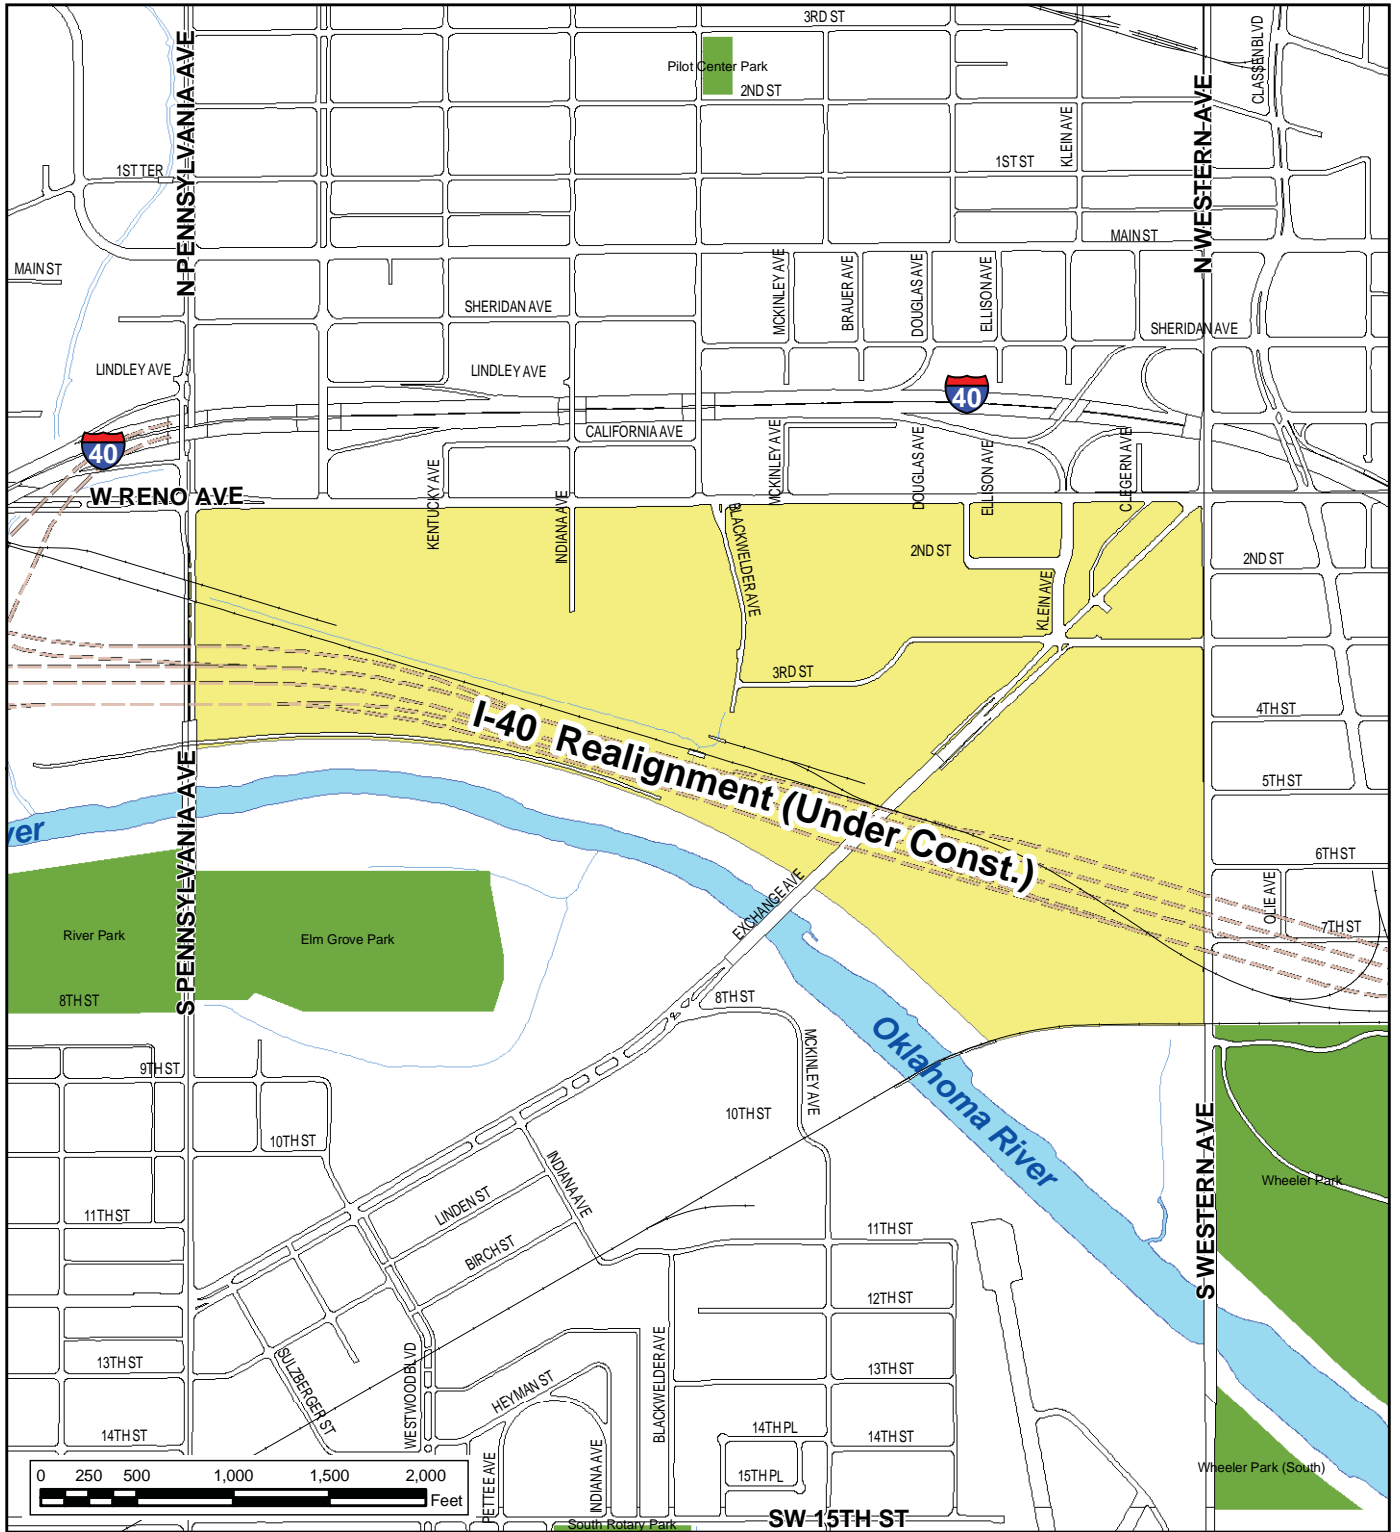 3RD ST
CLASSEN BLVD
N PENNSYLVANIA AVE
Pilot Center Park
2ND ST
N WESTERN AVE
KLEIN AVE
1ST TER
1ST ST
MAIN ST
MAIN ST
MCKINLEY AVE
BRAUER AVE
DOUGLAS AVE
ELLISON AVE
SHERIDAN AVE
SHERIDAN AVE
LINDLEY AVE
LINDLEY AVE
40
40
CALIFORNIA AVE
MCKINLEY AVE
DOUGLAS AVE
ELLISON AVE
CLEGERN AVE
W RENO AVE
KENTUCKY AVE
INDIANA AVE
BLACKWELDER AVE
2ND ST
2ND ST
KLEIN AVE
3RD ST
I-40 Realignment (Under Const.)
4TH ST
5TH ST
S PENNSYLVANIA AVE
ver
6TH ST
EXCHANGE AVE
OLIE AVE
7TH ST
River Park
Elm Grove Park
8TH ST
8TH ST
MCKINLEY AVE
Oklahoma River
9TH ST
10TH ST
10TH ST
INDIANA AVE
S WESTERN AVE
Wheeler Park
LINDEN ST
11TH ST
11TH ST
BIRCH ST
12TH ST
13TH ST
13TH ST
SULZBERGER ST
WESTWOOD BLVD
HEYMAN ST
BLACKWELDER AVE
14TH ST
14TH PL
14TH ST
PETTEE AVE
INDIANA AVE
15TH PL
Wheeler Park (South)
0 250 500 1,000 1,500 2,000
Feet
South Rotary Park
SW 15TH ST